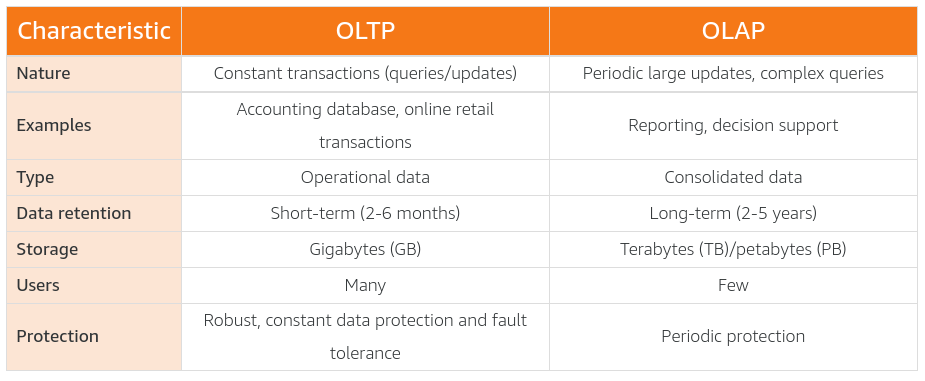 Characteristic OLTP OLAP
Nature Constant transactions (queries/updates) Periodic large updates, complex queries
Examples Accounting database, online retail transactions Reporting, decision support
Type Operational data Consolidated data
Data retention Short-term (2-6 months) Long-term (2-5 years)
Storage Gigabytes (GB) Terabytes (TB)/petabytes (PB)
Users Many Few
Protection Robust, constant data protection and fault tolerance Periodic protection